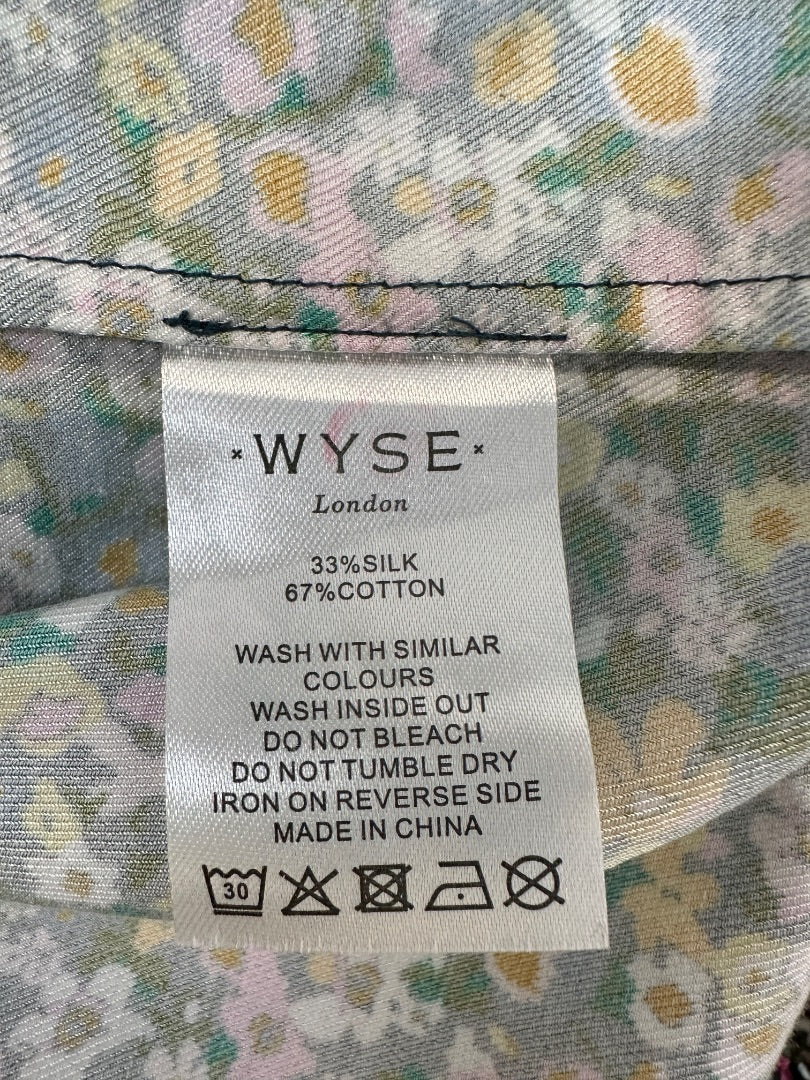 WYSE
London
33%SILK
67%COTTON
WASH WITH SIMILAR
COLOURS
WASH INSIDE OUT
DO NOT BLEACH
DO NOT TUMBLE DRY
IRON ON REVERSE SIDE
MADE IN CHINA
30